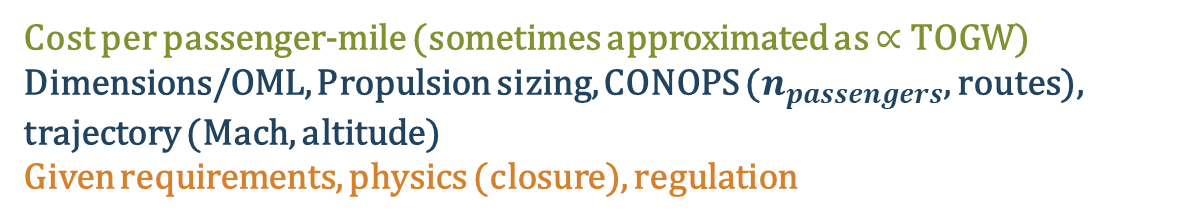 Cost per passenger-mile (sometimes approximated as ∝ TOGW)
Dimensions/OML, Propulsion sizing, CONOPS (n_passengers, routes),
trajectory (Mach, altitude)
Given requirements, physics (closure), regulation